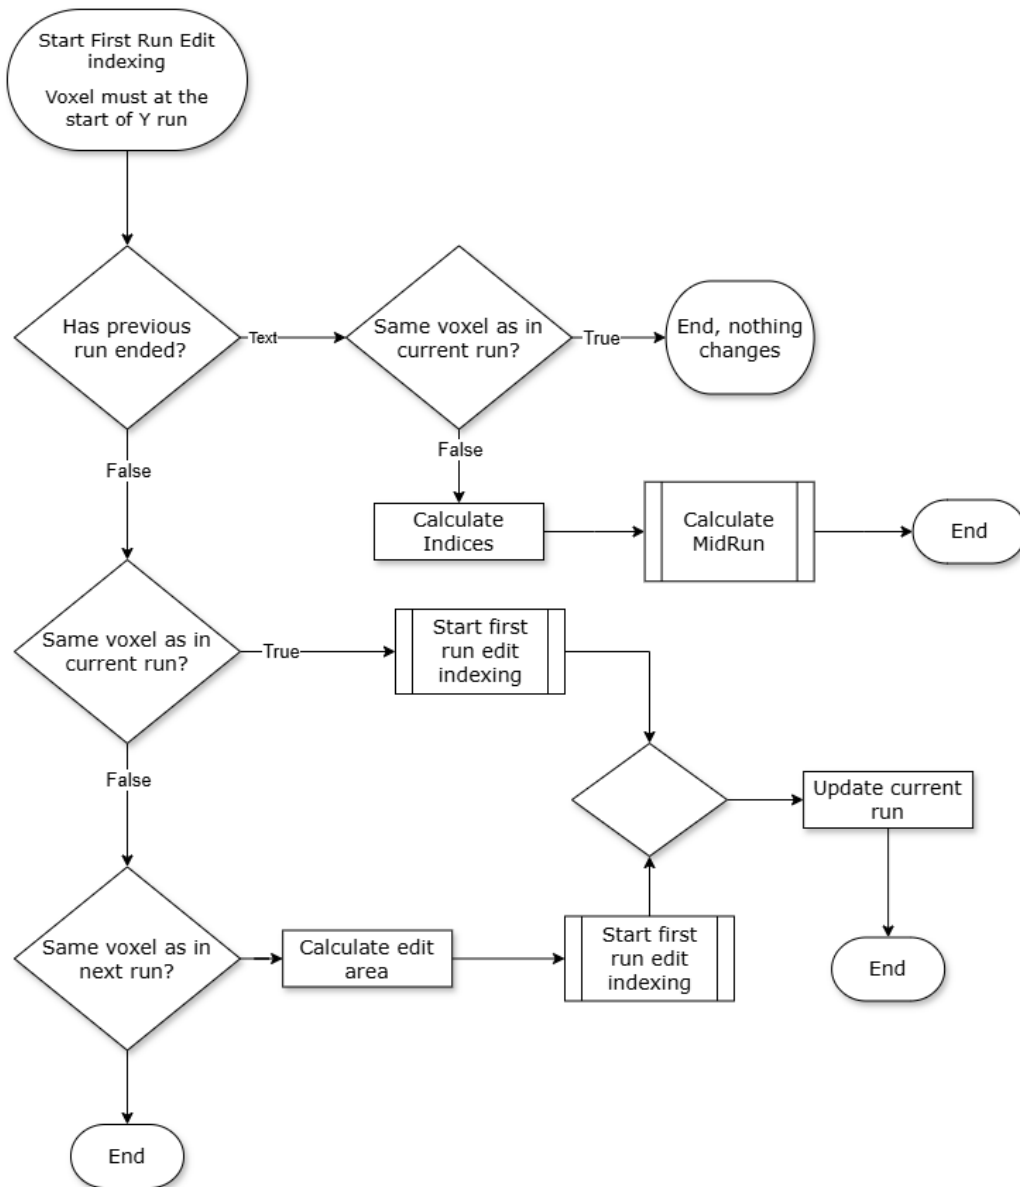 Start First Run Edit
indexing
Voxel must at the
start of Y run
Has previous
run ended?
Text
Same voxel as in
current run?
True
End, nothing
changes
False
False
Calculate
Indices
Calculate
MidRun
End
Same voxel as in
current run?
True
Start first
run edit
indexing
False
Update current
run
Same voxel as in
next run?
Calculate edit
area
Start first
run edit
indexing
End
End